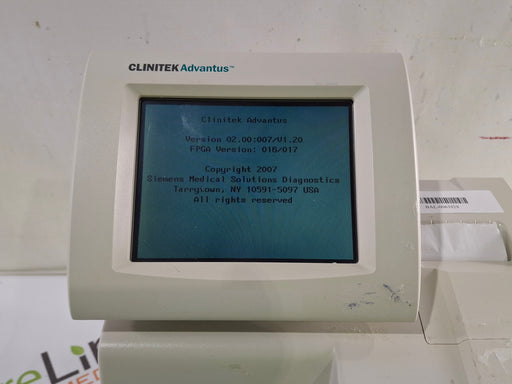 CLINITEK Advantus™
Clinitek Advantus
Version 02.00:007/V1.20
FPGA Version: 016/017
Copyright 2007
Siemens Medical Solutions Diagnostics
Tarrytown, NY 10591-5097 USA
All rights reserved